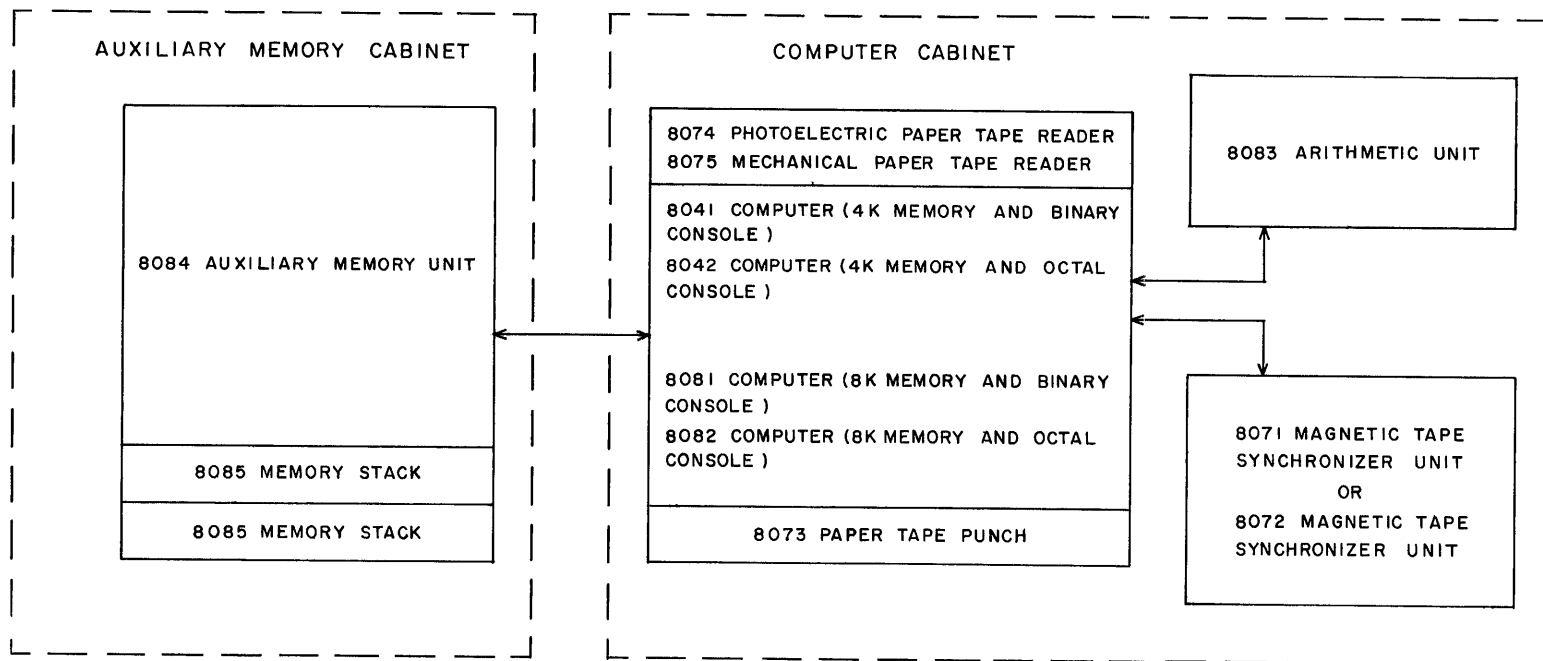 AUXILIARY MEMORY CABINET
8084 AUXILIARY MEMORY UNIT
8085 MEMORY STACK
8085 MEMORY STACK
COMPUTER CABINET
8074 PHOTOELECTRIC PAPER TAPE READER
8075 MECHANICAL PAPER TAPE READER
8041 COMPUTER (4K MEMORY AND BINARY
CONSOLE)
8042 COMPUTER (4K MEMORY AND OCTAL
CONSOLE)
8081 COMPUTER (8K MEMORY AND BINARY
CONSOLE)
8082 COMPUTER (8K MEMORY AND OCTAL
CONSOLE)
8073 PAPER TAPE PUNCH
8083 ARITHMETIC UNIT
8071 MAGNETIC TAPE
SYNCHRONIZER UNIT
OR
8072 MAGNETIC TAPE
SYNCHRONIZER UNIT